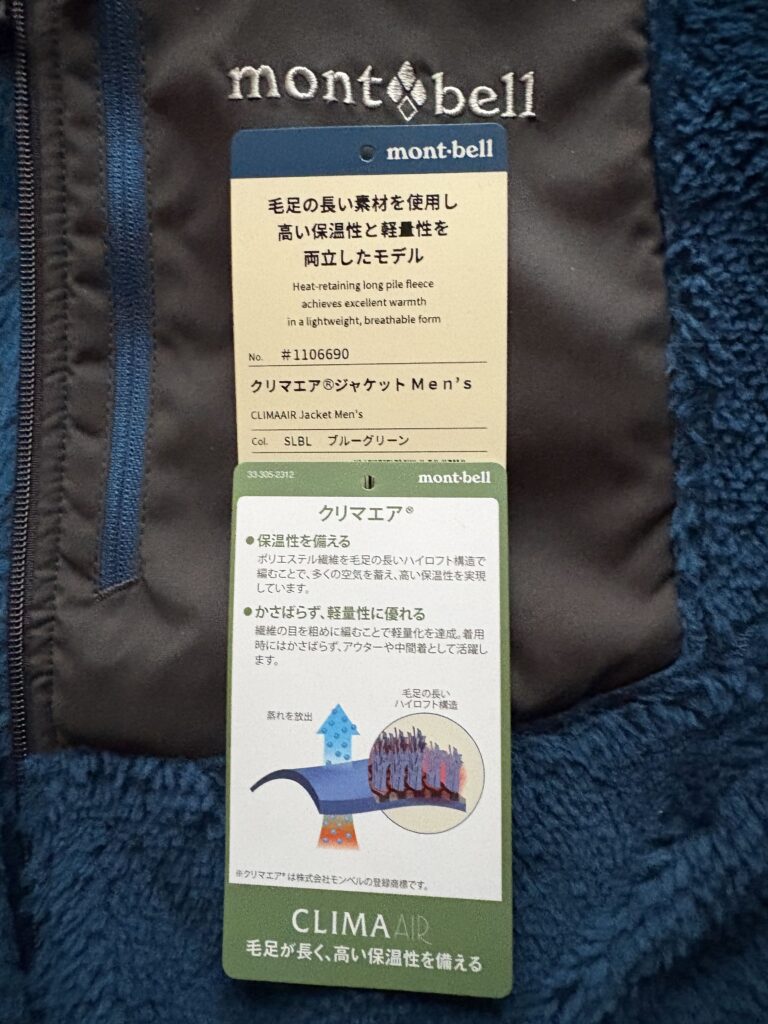 mont bell
mont-bell
毛足の長い素材を使用し
高い保温性と軽量性を
両立したモデル
Heat-retaining long pile fleece
achieves excellent warmth
in a lightweight, breathable form
No. #1106690
クリマエア®ジャケット Men's
CLIMAAIR Jacket Men's
Col. SLBL ブルーグリーン
33-305-2312
mont-bell
クリマエア®
●保温性を備える
ポリエステル繊維を毛足の長いハイロフト構造で
編むことで、多くの空気を蓄え、高い保温性を実現
しています。
●かさばらず、軽量性に優れる
繊維の目を粗めに編むことで軽量化を達成。着用
時にはかさばらず、アウターや中間着として活躍し
ます。
毛足の長い
ハイロフト構造
蒸れを放出
※クリマエア®は株式会社モンベルの登録商標です。
CLIMAAIR
毛足が長く、高い保温性を備える